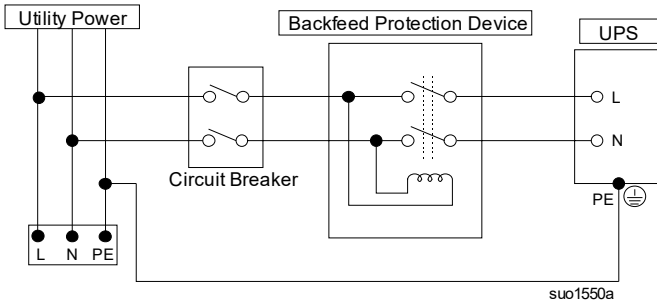 Utility Power
Backfeed Protection Device
UPS
L
N
Circuit Breaker
PE
L N PE
suo1550a